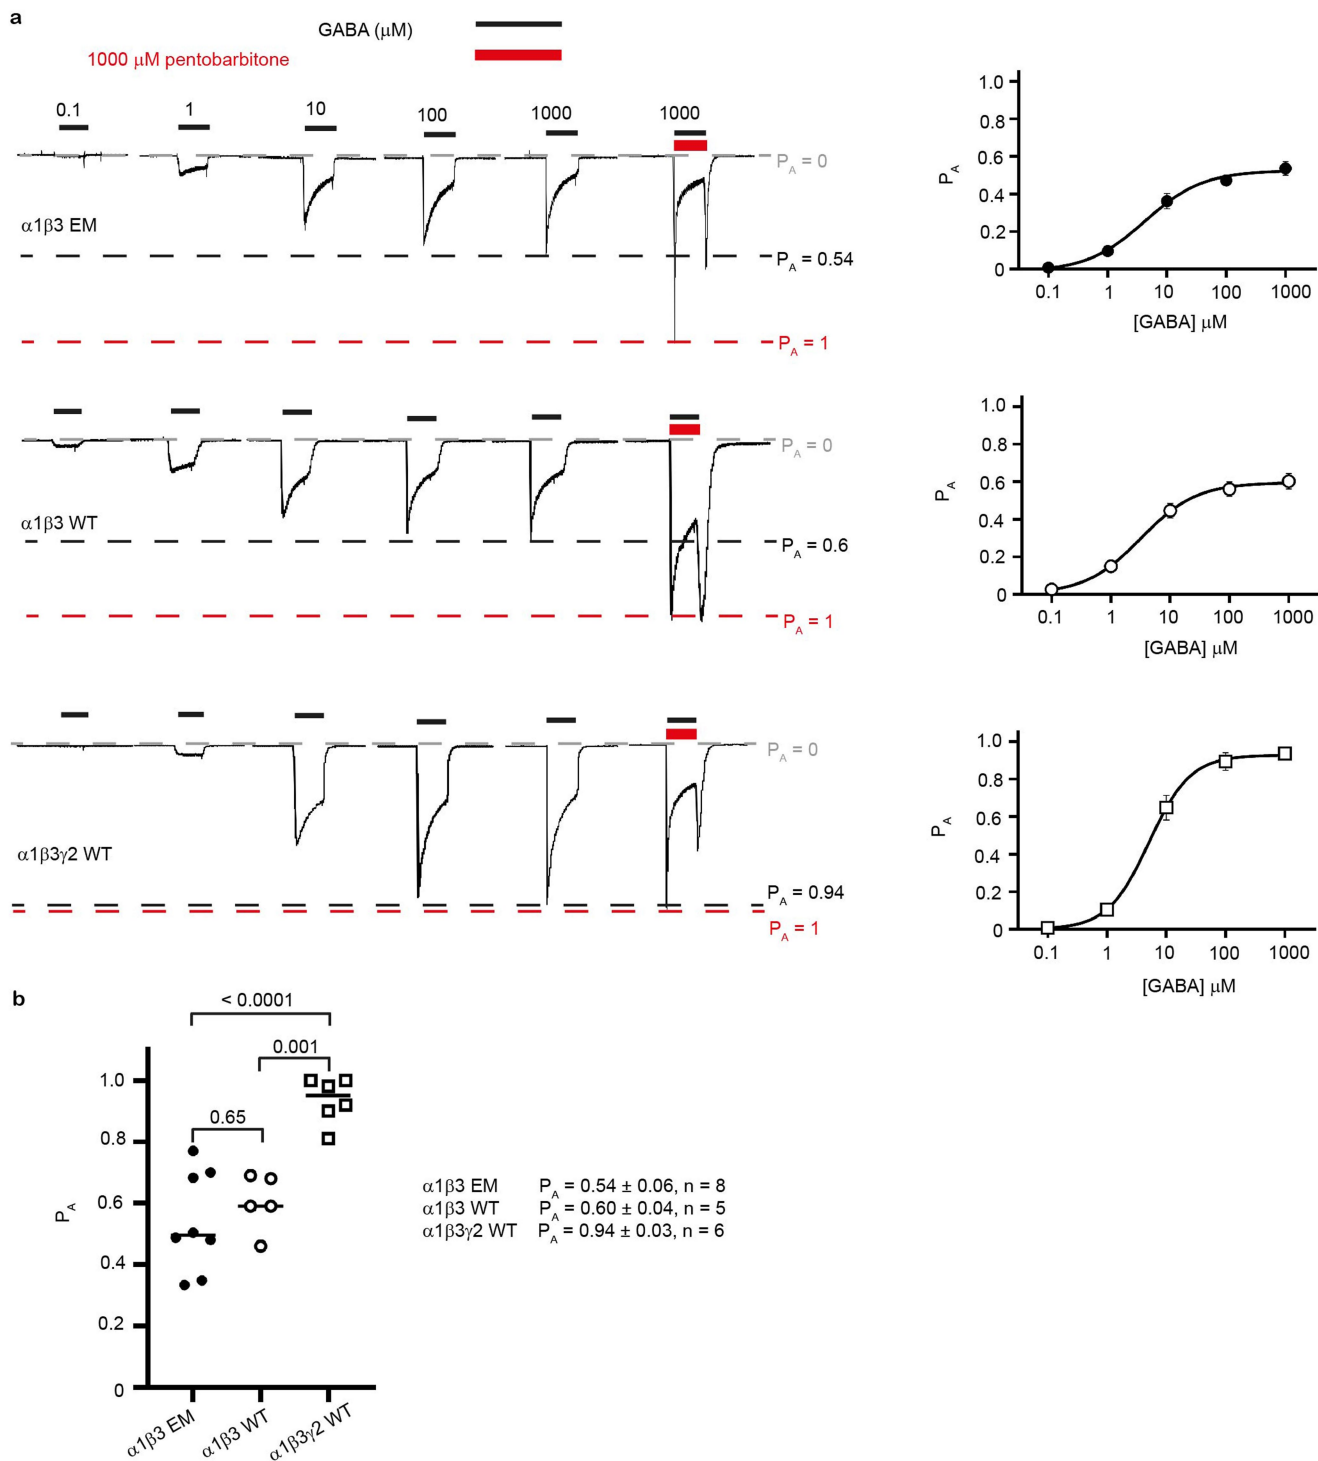 a
GABA (μM)
1000 μM pentobarbitone
0.1 1 10 100 1000 1000
P_A = 0
α1β3 EM
P_A = 0.54
P_A = 1
1.0
0.8
0.6
0.4
0.2
0
P_A
0.1 1 10 100 1000
[GABA] μM
P_A = 0
α1β3 WT
P_A = 0.6
P_A = 1
1.0
0.8
0.6
0.4
0.2
0
P_A
0.1 1 10 100 1000
[GABA] μM
P_A = 0
α1β3γ2 WT
P_A = 0.94
P_A = 1
1.0
0.8
0.6
0.4
0.2
0
P_A
0.1 1 10 100 1000
[GABA] μM
b
< 0.0001
0.001
0.65
1.0
0.8
0.6
0.4
0.2
0
P_A
α1β3 EM
α1β3 WT
α1β3γ2 WT
α1β3 EM P_A = 0.54 ± 0.06, n = 8
α1β3 WT P_A = 0.60 ± 0.04, n = 5
α1β3γ2 WT P_A = 0.94 ± 0.03, n = 6